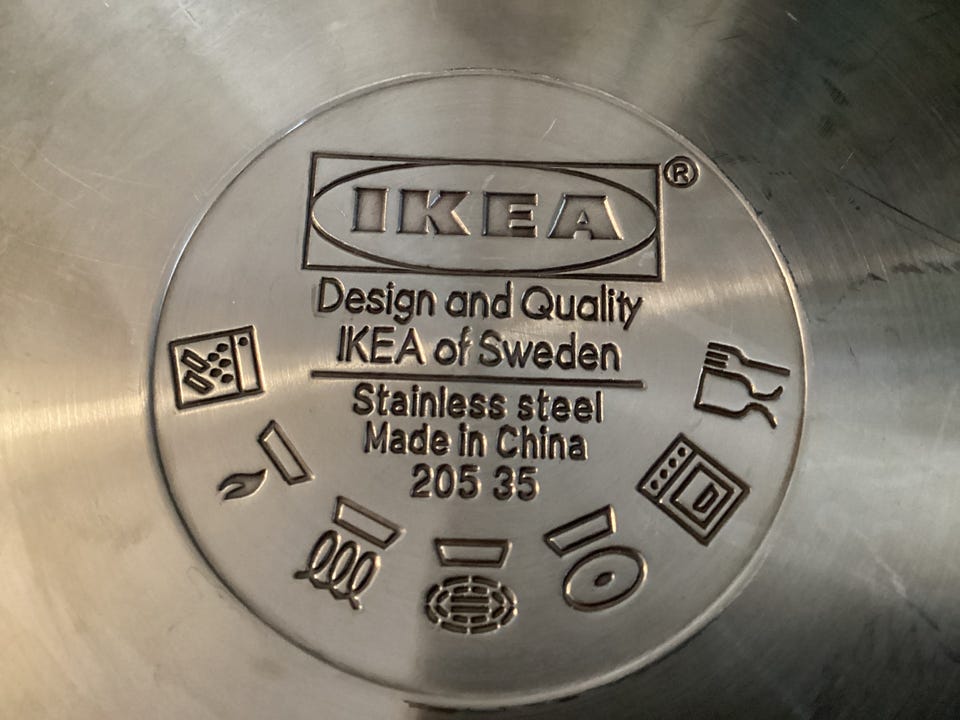 IKEA ®
Design and Quality
IKEA of Sweden
Stainless steel
Made in China
205 35